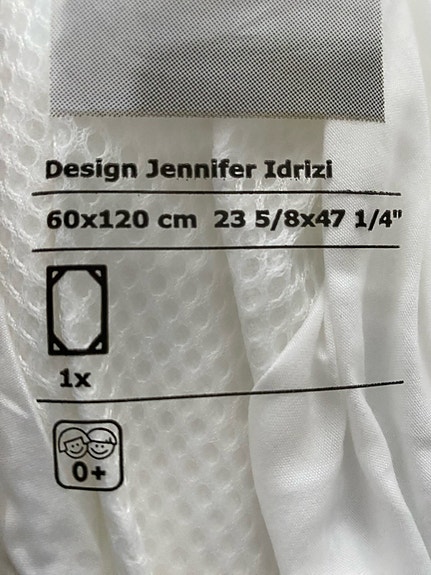 Design Jennifer Idrizi
60x120 cm 23 5/8x47 1/4"
1x
0+